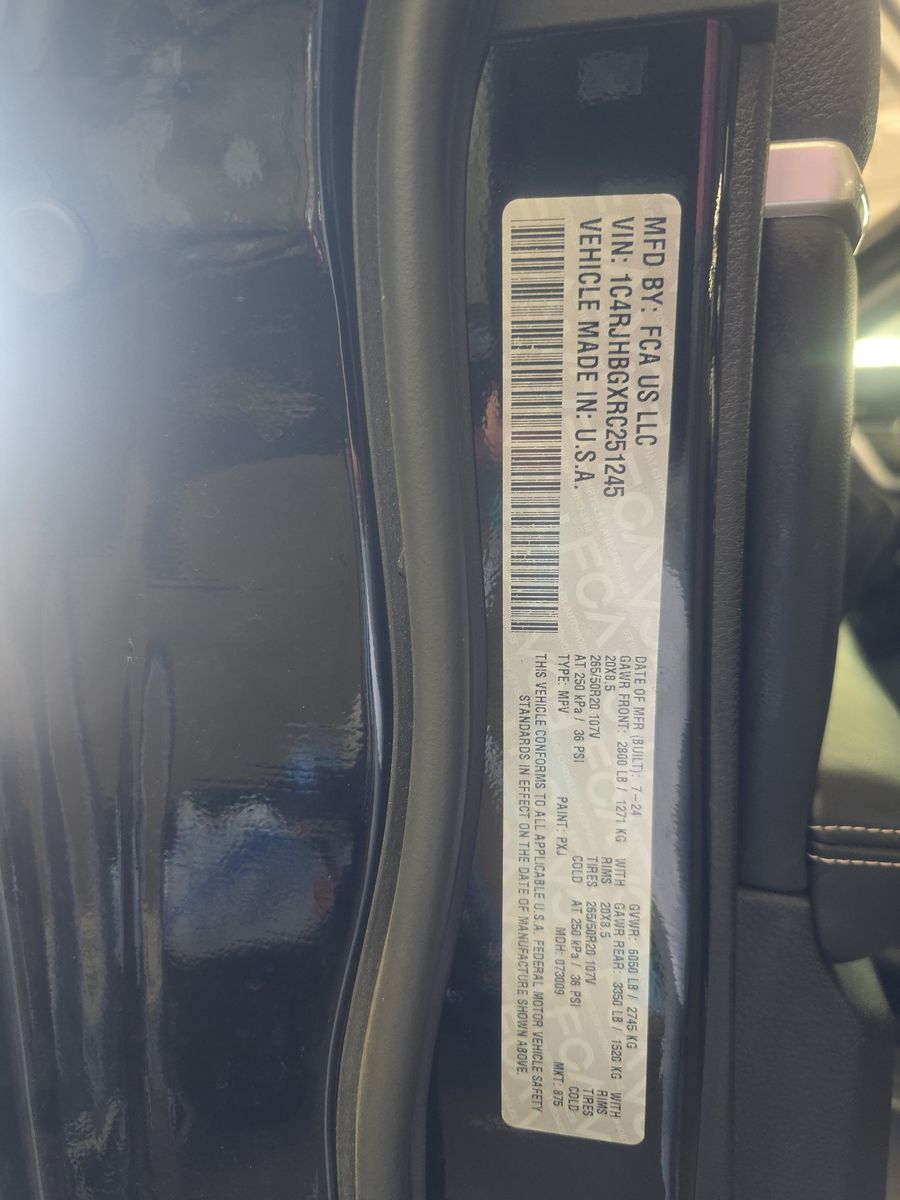 MFD BY: FCA US LLC
VIN: 1C4RJHBGXRC251245
VEHICLE MADE IN: U.S.A.
DATE OF MFR (BUILT): 7-24 GVWR: 6050 LB / 2745 KG
GAWR FRONT: 2800 LB / 1271 KG WITH GAWR REAR: 3350 LB / 1520 KG WITH
20X8.5 RIMS 20X8.5 RIMS
265/50R20 107V TIRES 265/50R20 107V TIRES
AT 250 kPa / 36 PSI COLD AT 250 kPa / 36 PSI COLD
TYPE: MPV PAINT: PXJ MDH: 073009 MKT: 875
THIS VEHICLE CONFORMS TO ALL APPLICABLE U.S.A. FEDERAL MOTOR VEHICLE SAFETY
STANDARDS IN EFFECT ON THE DATE OF MANUFACTURE SHOWN ABOVE.